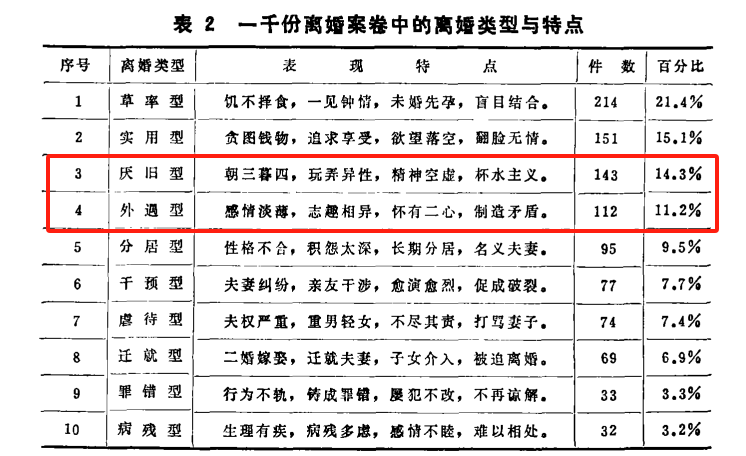 表 2 一千份离婚案卷中的离婚类型与特点
序号 离婚类型 表现特点 件数 百分比
1 草率型 饥不择食，一见钟情，未婚先孕，盲目结合。 214 21.4%
2 实用型 贪图钱物，追求享受，欲望落空，翻脸无情。 151 15.1%
3 厌旧型 朝三暮四，玩弄异性，精神空虚，杯水主义。 143 14.3%
4 外遇型 感情淡薄，志趣相异，怀有二心，制造矛盾。 112 11.2%
5 分居型 性格不合，积怨太深，长期分居，名义夫妻。 95 9.5%
6 干预型 夫妻纠纷，亲友干涉，愈演愈烈，促成破裂。 77 7.7%
7 虐待型 夫权严重，重男轻女，不尽其责，打骂妻子。 74 7.4%
8 迁就型 二婚嫁娶，迁就夫妻，子女介入，被迫离婚。 69 6.9%
9 罪错型 行为不轨，铸成罪错，屡犯不改，不再谅解。 33 3.3%
10 病残型 生理有疾，病残多虑，感情不睦，难以相处。 32 3.2%